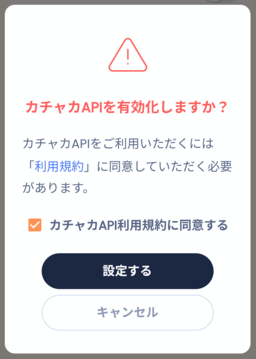 カチャカAPIを有効化しますか？
カチャカAPIをご利用いただくには
「利用規約」に同意していただく必要
があります。
カチャカAPI利用規約に同意する
設定する
キャンセル